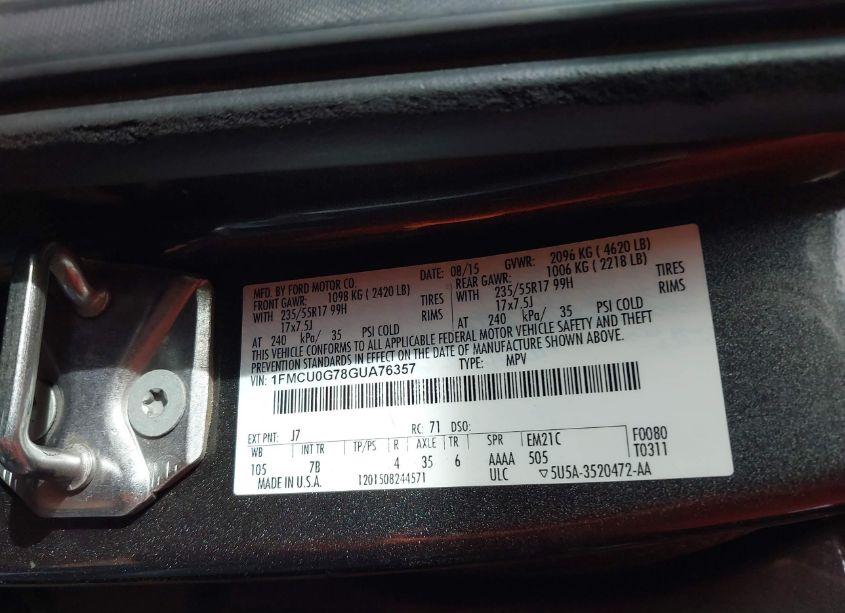 MFD. BY FORD MOTOR CO. DATE: 08/15 GVWR: 2096 KG ( 4620 LB)
FRONT GAWR: 1098 KG ( 2420 LB) REAR GAWR: 1006 KG ( 2218 LB)
WITH 235/55R17 99H TIRES WITH 235/55R17 99H TIRES
17x7.5J RIMS 17x7.5J RIMS
AT 240 kPa/ 35 PSI COLD AT 240 kPa/ 35 PSI COLD
THIS VEHICLE CONFORMS TO ALL APPLICABLE FEDERAL MOTOR VEHICLE SAFETY AND THEFT
PREVENTION STANDARDS IN EFFECT ON THE DATE OF MANUFACTURE SHOWN ABOVE.
VIN: 1FMCU0G78GUA76357 TYPE: MPV
EXT PNT: J7 RC: 71 DSO: F0080
WB INT TR TP/PS R AXLE TR SPR EM21C T0311
105 7B 4 35 6 AAAA 505
MADE IN U.S.A. 1201508244571 ULC ▽5U5A-3520472-AA